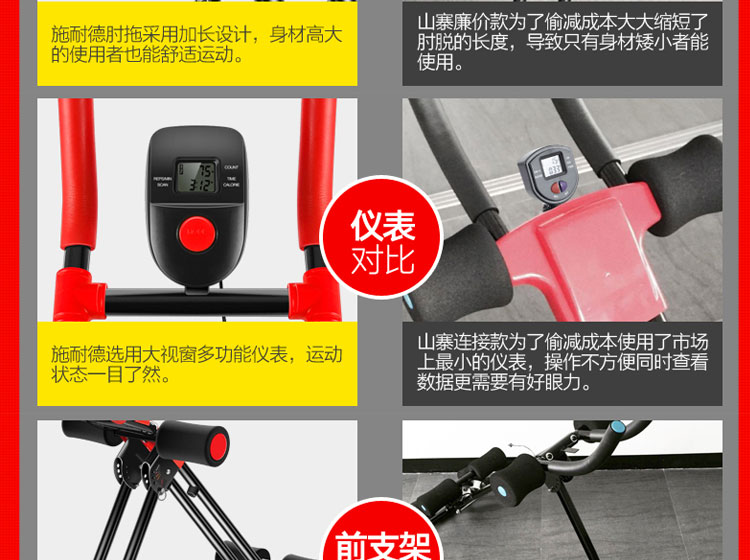 施耐德肘拖采用加长设计，身材高大
的使用者也能舒适运动。
山寨廉价款为了偷减成本大大缩短了
肘脱的长度，导致只有身材矮小者能
使用。
COUNT
REPS/MIN
SCAN
TIME
CALORIE
仪表
对比
施耐德选用大视窗多功能仪表，运动
状态一目了然。
山寨连接款为了偷减成本使用了市场
上最小的仪表，操作不方便同时查看
数据更需要有好眼力。
前支架